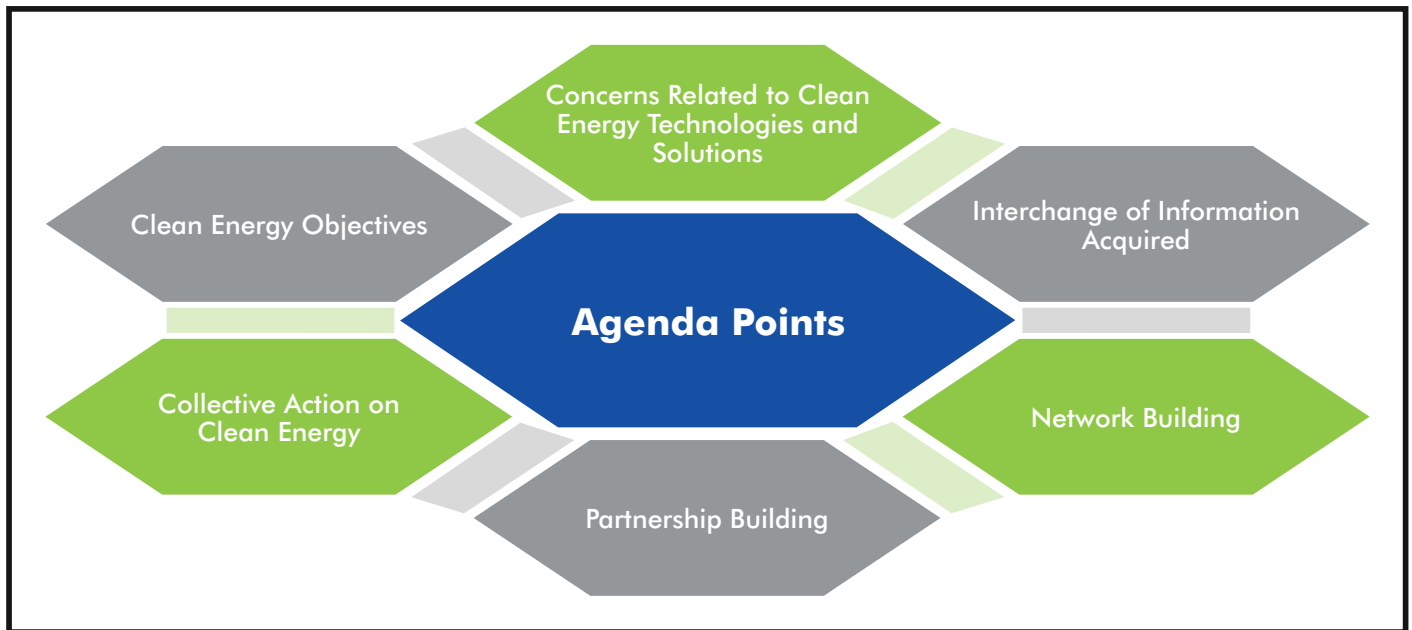 Concerns Related to Clean
Energy Technologies and
Solutions
Clean Energy Objectives
Interchange of Information
Acquired
Agenda Points
Collective Action on
Clean Energy
Network Building
Partnership Building